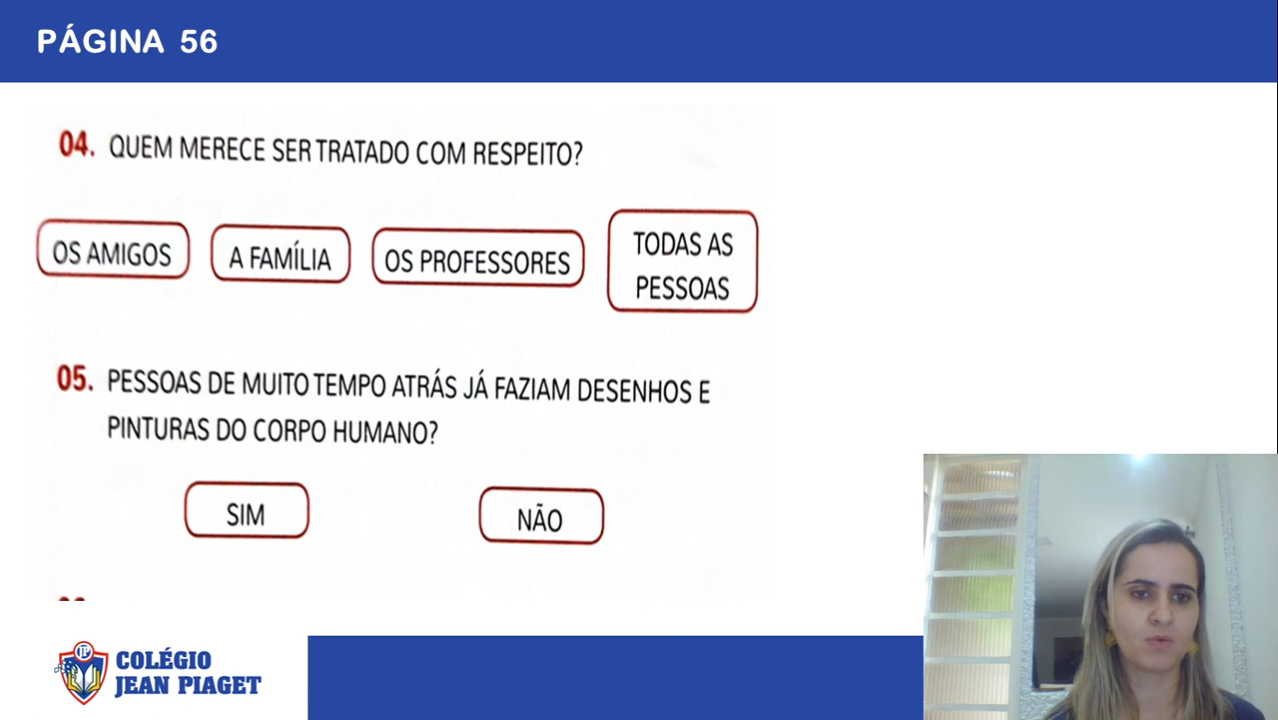 PÁGINA 56
04. QUEM MERECE SER TRATADO COM RESPEITO?
OS AMIGOS
A FAMÍLIA
OS PROFESSORES
TODAS AS
PESSOAS
05. PESSOAS DE MUITO TEMPO ATRÁS JÁ FAZIAM DESENHOS E
PINTURAS DO CORPO HUMANO?
SIM
NÃO
COLÉGIO
JEAN PIAGET